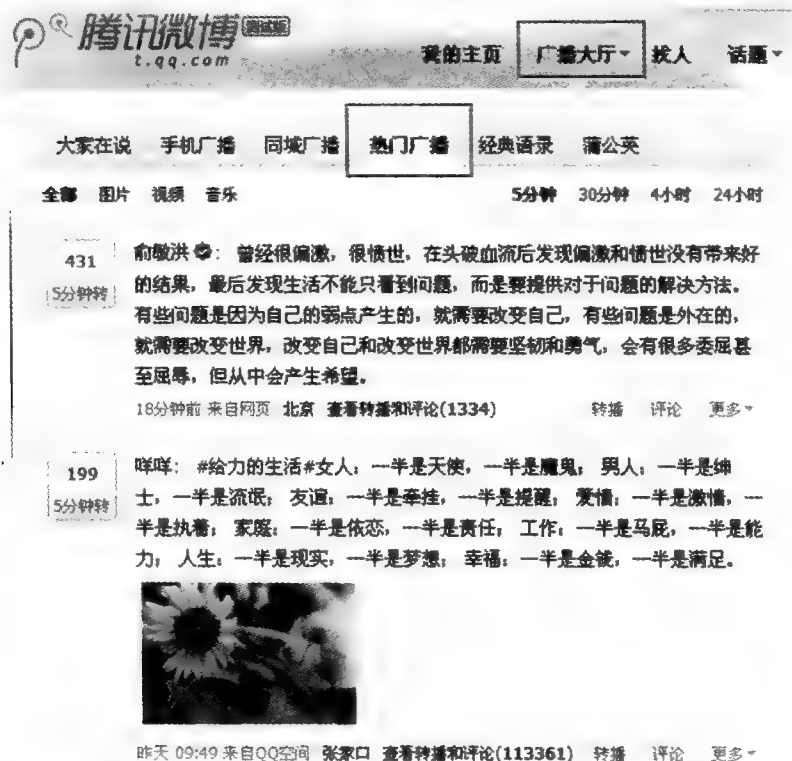 腾讯微博 测试版
t.qq.com
我的主页 广播大厅 找人 话题
大家在说 手机广播 同城广播 热门广播 经典语录 蒲公英
全部 图片 视频 音乐 5分钟 30分钟 4小时 24小时
431
5分钟转
俞敏洪：曾经很偏激，很愤世，在头破血流后发现偏激和愤世没有带来好
的结果，最后发现生活不能只看到问题，而是要提供对于问题的解决方法。
有些问题是因为自己的弱点产生的，就需要改变自己，有些问题是外在的，
就需要改变世界，改变自己和改变世界都需要坚韧和勇气，会有很多委屈甚
至屈辱，但从中会产生希望。
18分钟前 来自网页 北京 查看转播和评论(1334) 转播 评论 更多
199
5分钟转
咩咩：#给力的生活#女人：一半是天使，一半是魔鬼；男人：一半是绅
士，一半是流氓；友谊：一半是牵挂，一半是提醒；爱情：一半是激情，一
半是执着；家庭：一半是依恋，一半是责任；工作：一半是马屁，一半是能
力；人生：一半是现实，一半是梦想；幸福：一半是金钱，一半是满足。
昨天 09:49 来自QQ空间 张家口 查看转播和评论(113361) 转播 评论 更多